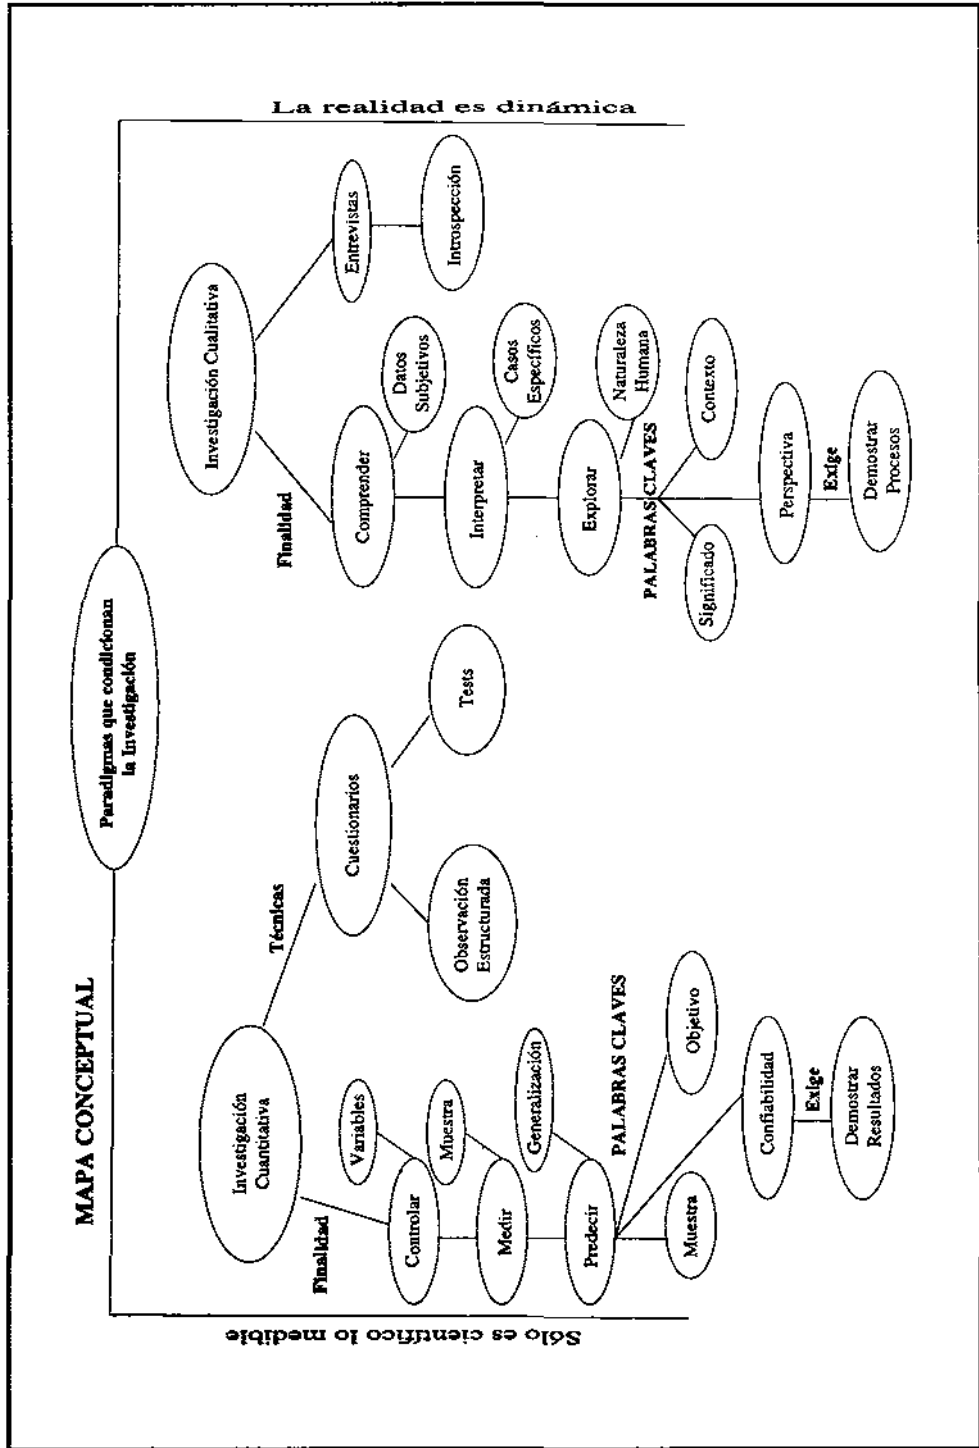 MAPA CONCEPTUAL
Paradigmas que condicionan
la Investigación
Sólo es científico lo medible
La realidad es dinámica
Investigación
Cuantitativa
Finalidad
Técnicas
Controlar
Variables
Medir
Muestra
Predecir
Generalización
Cuestionarios
Observación
Estructurada
Tests
PALABRAS CLAVES
Muestra
Objetivo
Confiabilidad
Exige
Demostrar
Resultados
Investigación Cualitativa
Finalidad
Entrevistas
Introspección
Comprender
Datos
Subjetivos
Interpretar
Casos
Específicos
Explorar
Naturaleza
Humana
PALABRAS CLAVES
Significado
Contexto
Perspectiva
Exige
Demostrar
Procesos